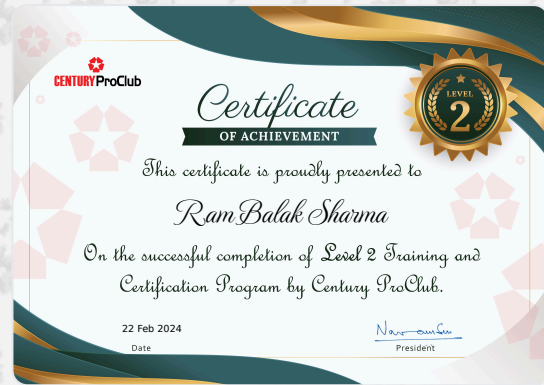 CENTURY ProClub
Certificate
OF ACHIEVEMENT
LEVEL
2
This certificate is proudly presented to
Ram Balak Sharma
On the successful completion of Level 2 Training and
Certification Program by Century ProClub.
22 Feb 2024
Date
President